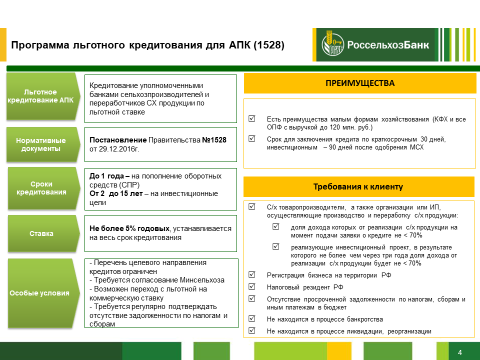 Программа льготного кредитования для АПК (1528)
РоссельхозБанк
Льготное
кредитование АПК
Кредитование уполномоченными
банками сельхозпроизводителей и
переработчиков СХ продукции по
льготной ставке
Нормативные
документы
Постановление Правительства №1528
от 29.12.2016г.
Сроки
кредитования
До 1 года – на пополнение оборотных
средств (СПР)
От 2 до 15 лет – на инвестиционные
цели
Ставка
Не более 5% годовых, устанавливается
на весь срок кредитования
Особые условия
- Перечень целевого направления
кредитов ограничен
- Требуется согласование Минсельхоза
- Возможен переход с льготной на
коммерческую ставку
- Требуется регулярно подтверждать
отсутствие задолженности по налогам и
сборам
ПРЕИМУЩЕСТВА
Есть преимущества малым формам хозяйствования (КФХ и все
ОПФ с выручкой до 120 млн. руб.)
Срок для заключения кредита по краткосрочным 30 дней,
инвестиционным – 90 дней после одобрения МСХ
Требования к клиенту
С/х товаропроизводители, а также организации или ИП,
осуществляющие производство и переработку с/х продукции:
доля дохода которых от реализации с/х продукции на
момент подачи заявки о кредите не < 70%
реализующие инвестиционный проект, в результате
которого не более чем через три года доля дохода от
реализации с/х продукции будет не < 70%
Регистрация бизнеса на территории РФ
Налоговый резидент РФ
Отсутствие просроченной задолженности по налогам, сборам и
иным платежам в бюджет
Не находится в процессе банкротства
Не находится в процессе ликвидации, реорганизации
4